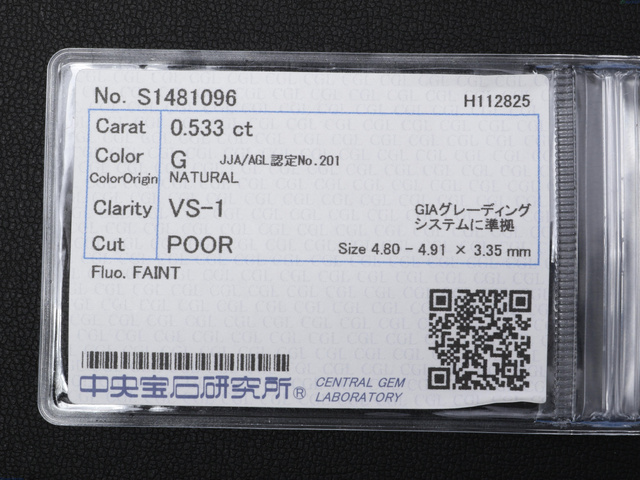 No. S1481096 H112825
Carat 0.533 ct
Color G JJA/AGL認定No.201
ColorOrigin NATURAL
Clarity VS-1 GIAグレーディング
システムに準拠
Cut POOR Size 4.80 - 4.91 × 3.35 mm
Fluo. FAINT
中央宝石研究所® CENTRAL GEM
LABORATORY